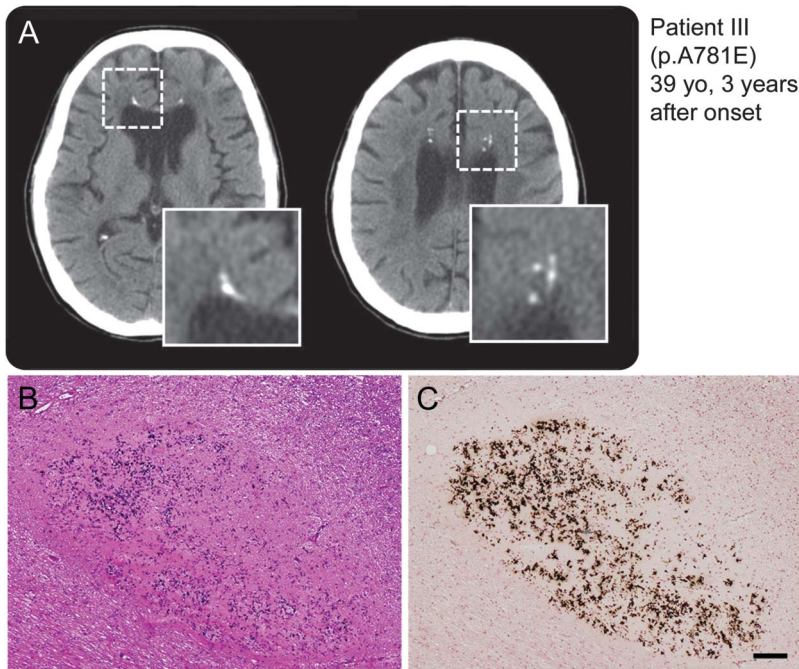 A
Patient III
(p.A781E)
39 yo, 3 years
after onset
B
C